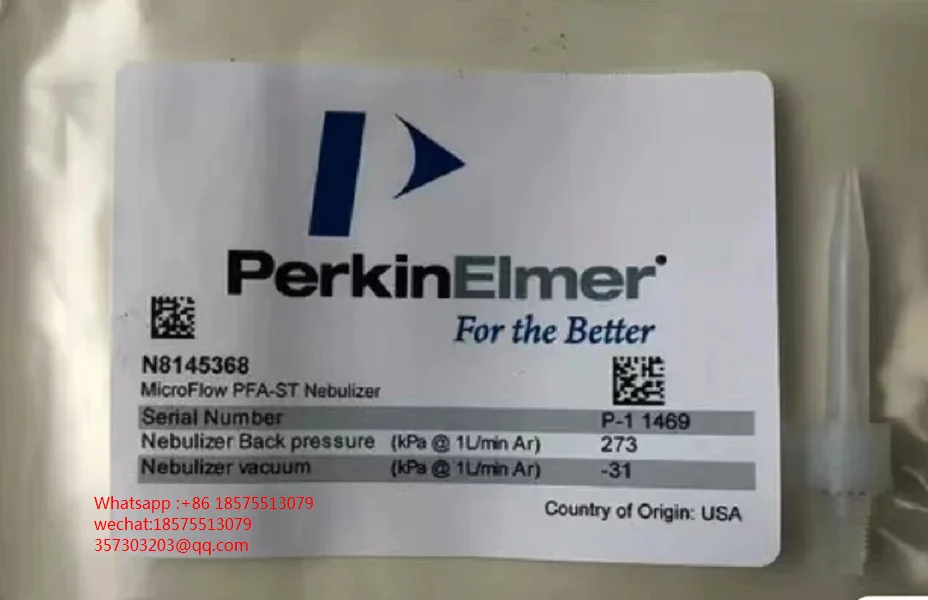 PerkinElmer
For the Better
N8145368
MicroFlow PFA-ST Nebulizer
Serial Number P-1 1469
Nebulizer Back pressure (kPa @ 1L/min Ar) 273
Nebulizer vacuum (kPa @ 1L/min Ar) -31
Country of Origin: USA
Whatsapp :+86 18575513079
wechat:18575513079
357303203@qq.com